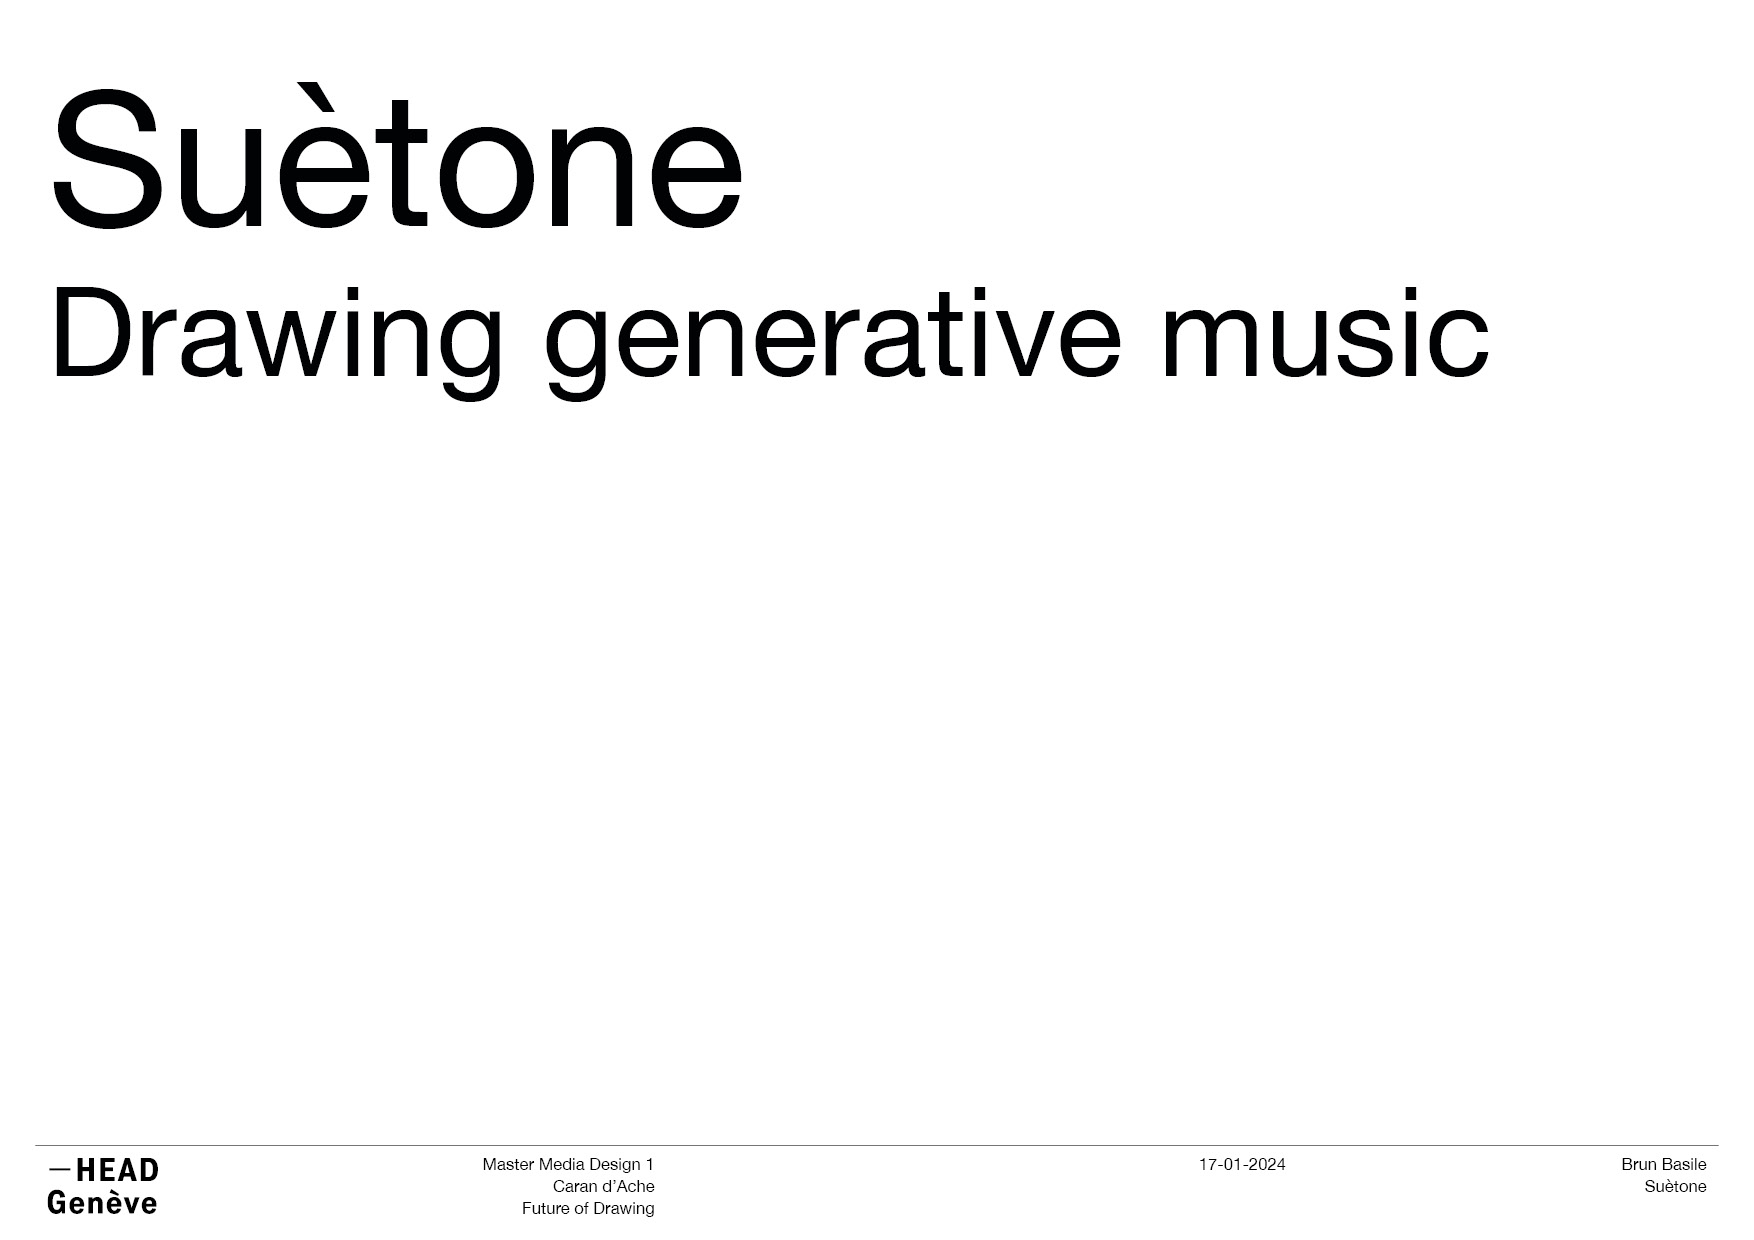 Suètone
Drawing generative music
—HEAD
Genève
Master Media Design 1
Caran d’Ache
Future of Drawing
17-01-2024
Brun Basile
Suètone